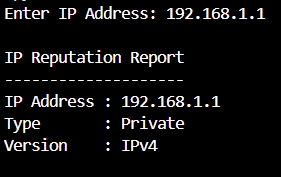 Enter IP Address: 192.168.1.1
IP Reputation Report
--------------------
IP Address : 192.168.1.1
Type       : Private
Version    : IPv4